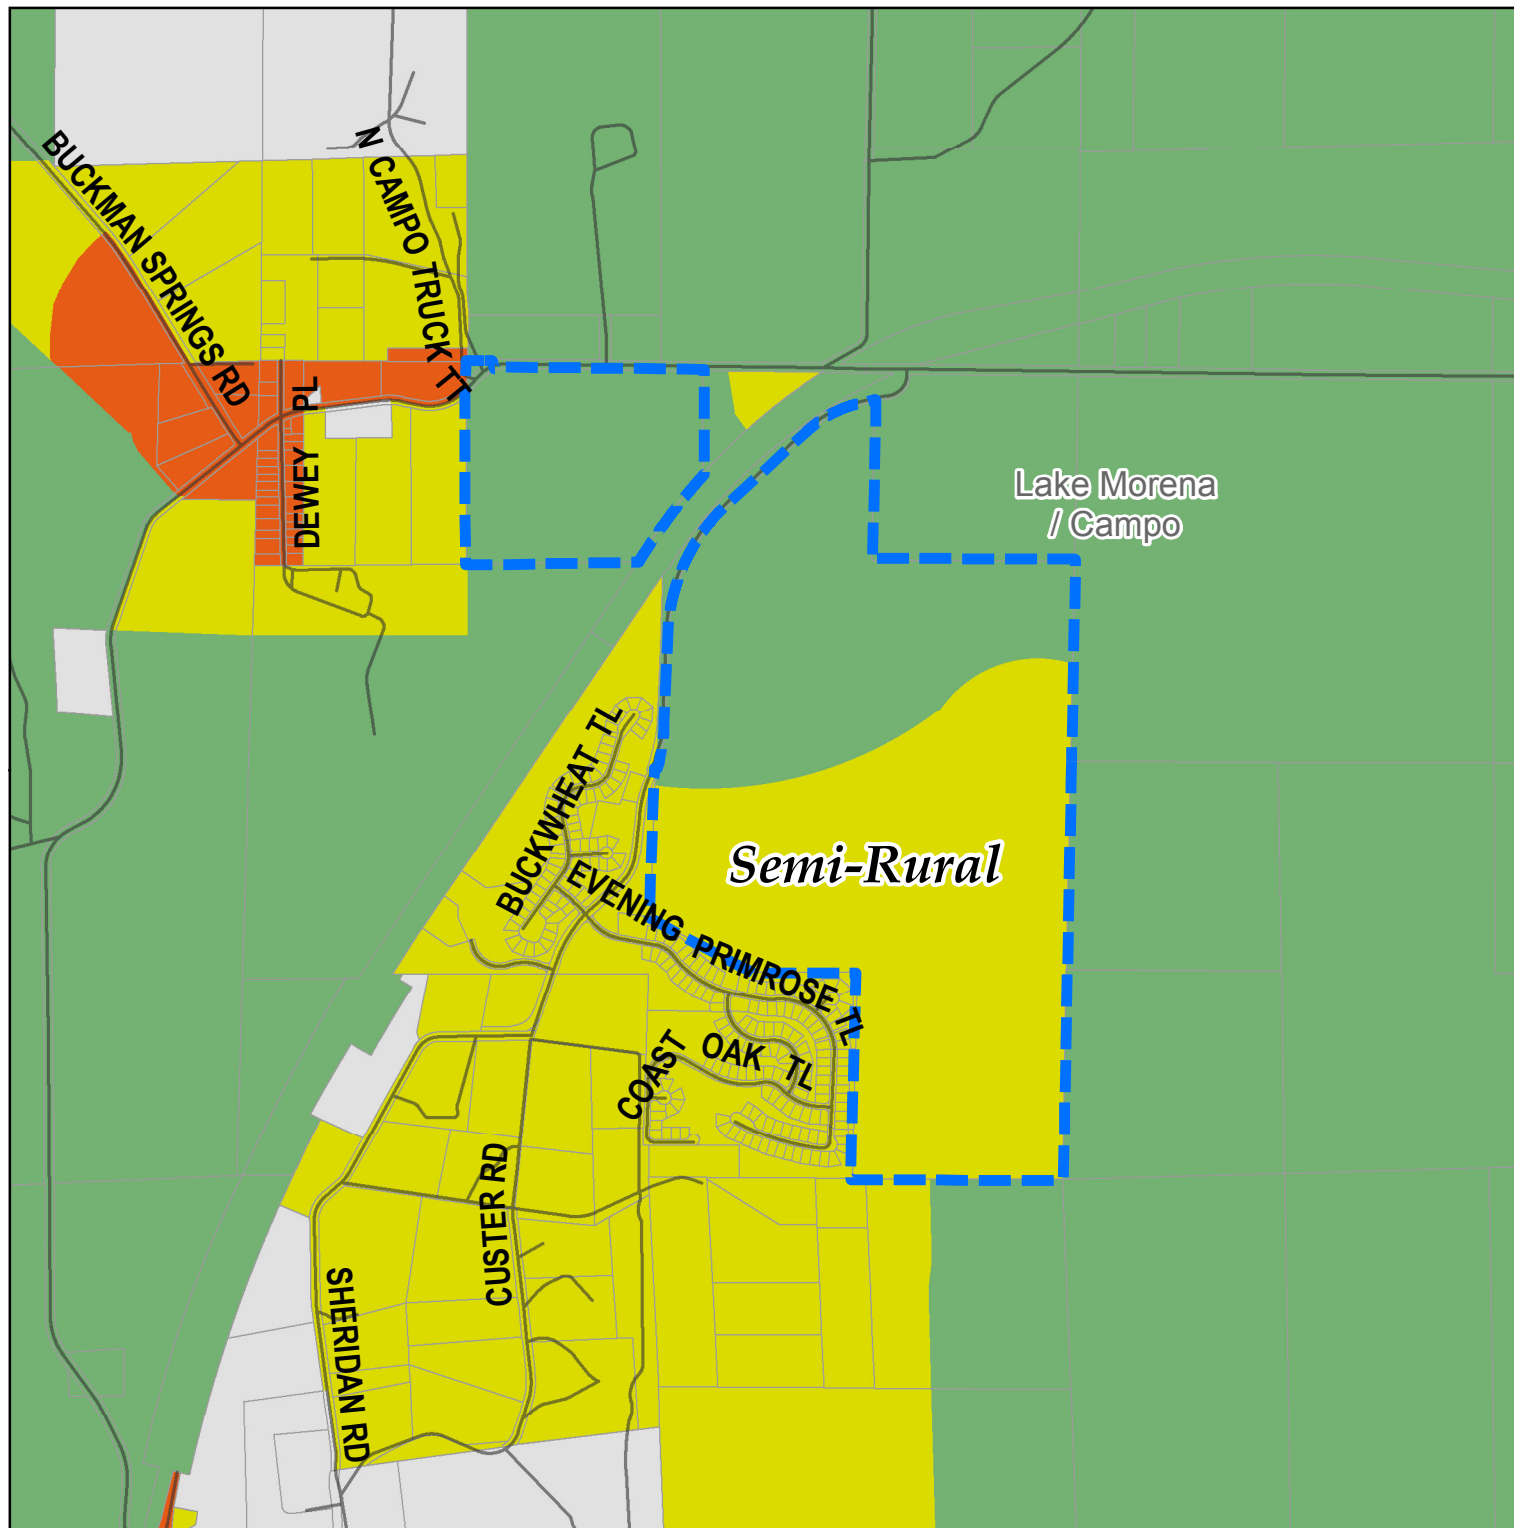 BUCKMAN SPRINGS RD
N CAMPO TRUCK TT
DEWEY PL
Lake Morena
/ Campo
BUCKWHEAT TL
Semi-Rural
EVENING PRIMROSE TL
COAST OAK TL
CUSTER RD
SHERIDAN RD